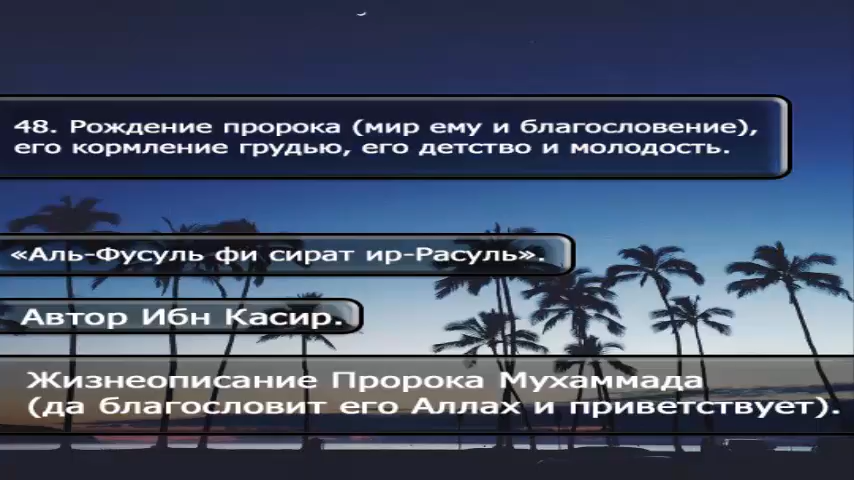 48. Рождение пророка (мир ему и благословение),
его кормление грудью, его детство и молодость.
«Аль-Фусуль фи сират ир-Расуль».
Автор Ибн Касир.
Жизнеописание Пророка Мухаммада
(да благословит его Аллах и приветствует).